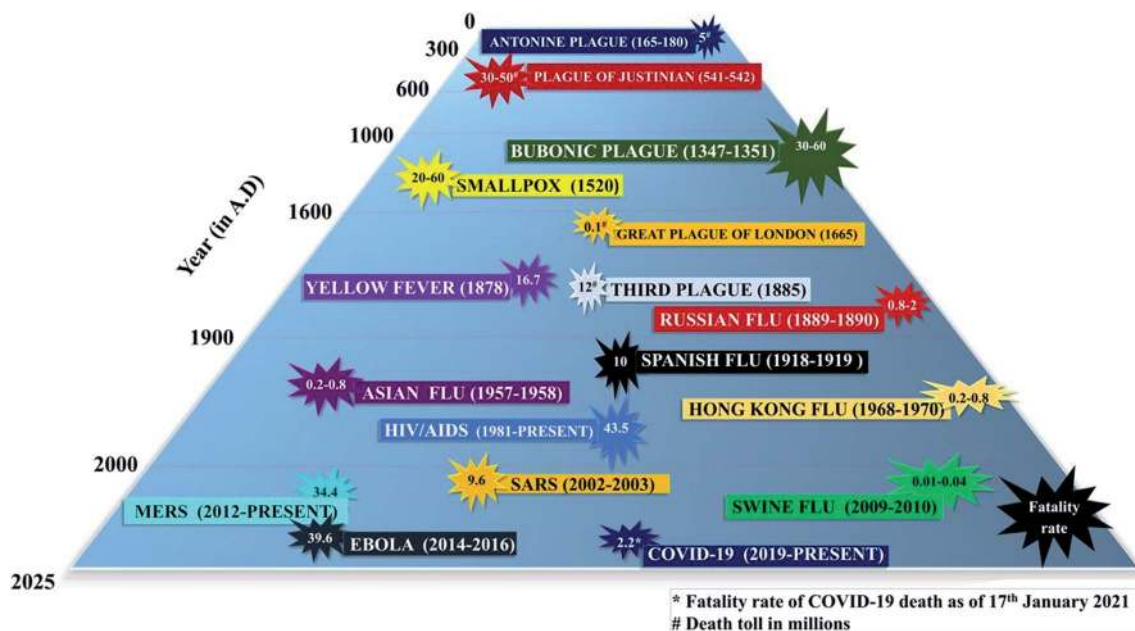 0
ANTONINE PLAGUE (165-180)
5#
300
30-50#
PLAGUE OF JUSTINIAN (541-542)
600
1000
BUBONIC PLAGUE (1347-1351)
30-60
20-60
SMALLPOX (1520)
Year (in A.D)
1600
0.1#
GREAT PLAGUE OF LONDON (1665)
YELLOW FEVER (1878)
16.7
12#
THIRD PLAGUE (1885)
0.8-2
RUSSIAN FLU (1889-1890)
1900
10
SPANISH FLU (1918-1919 )
0.2-0.8
ASIAN FLU (1957-1958)
0.2-0.8
HONG KONG FLU (1968-1970)
HIV/AIDS (1981-PRESENT)
43.5
2000
34.4
MERS (2012-PRESENT)
9.6
SARS (2002-2003)
0.01-0.04
SWINE FLU (2009-2010)
Fatality
rate
39.6
EBOLA (2014-2016)
2.2*
COVID-19 (2019-PRESENT)
2025
* Fatality rate of COVID-19 death as of 17th January 2021
# Death toll in millions